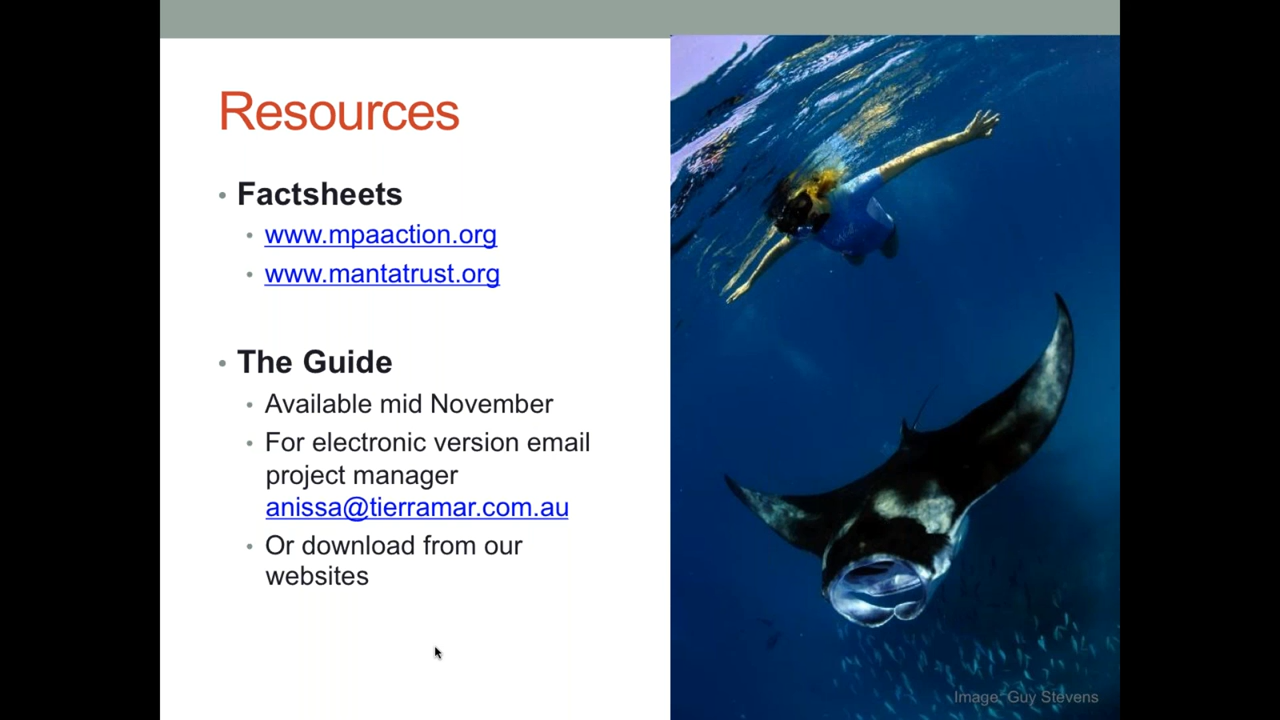 Resources
Factsheets
www.mpaaction.org
www.mantatrust.org
The Guide
Available mid November
For electronic version email
project manager
anissa@tierramar.com.au
Or download from our
websites
Image: Guy Stevens